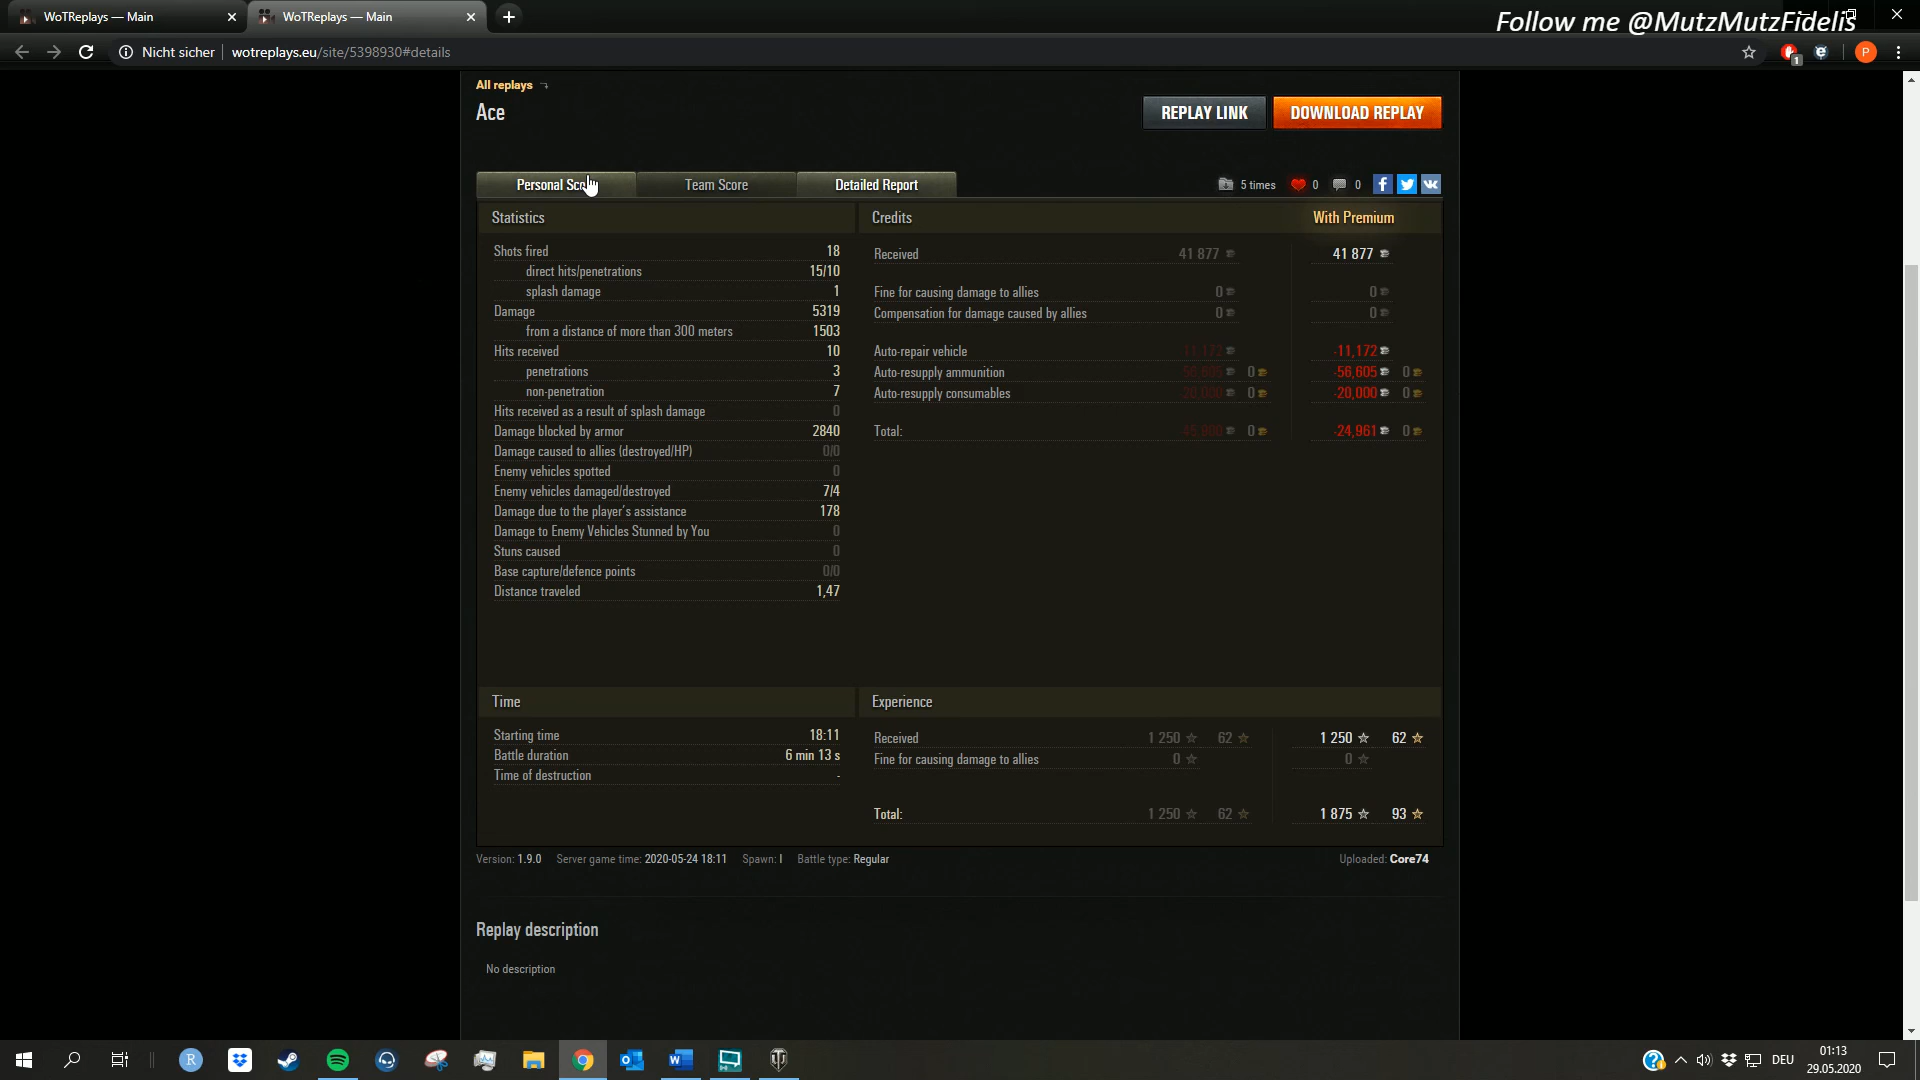 WoTReplays — Main
WoTReplays — Main
Follow me @MutzMutzFidelis
Nicht sicher
wotreplays.eu/site/5398930#details
All replays
Ace
REPLAY LINK
DOWNLOAD REPLAY
Personal Sco
Team Score
Detailed Report
5 times
0
0
Statistics
Shots fired 18
direct hits/penetrations 15/10
splash damage 1
Damage 5319
from a distance of more than 300 meters 1503
Hits received 10
penetrations 3
non-penetration 7
Hits received as a result of splash damage 0
Damage blocked by armor 2840
Damage caused to allies (destroyed/HP) 0/0
Enemy vehicles spotted 0
Enemy vehicles damaged/destroyed 7/4
Damage due to the player's assistance 178
Damage to Enemy Vehicles Stunned by You 0
Stuns caused 0
Base capture/defence points 0/0
Distance traveled 1,47
Credits With Premium
Received 41 877 41 877
Fine for causing damage to allies 0 0
Compensation for damage caused by allies 0 0
Auto-repair vehicle 11,172 -11,172
Auto-resupply ammunition 56,605 0 -56,605 0
Auto-resupply consumables 20,000 0 -20,000 0
Total: 0 -24,961 0
Time
Starting time 18:11
Battle duration 6 min 13 s
Time of destruction -
Experience
Received 1 250 62 1 250 62
Fine for causing damage to allies 0 0
Total: 1 250 62 1 875 93
Version: 1.9.0 Server game time: 2020-05-24 18:11 Spawn: I Battle type: Regular Uploaded: Core74
Replay description
No description
DEU
01:13
29.05.2020